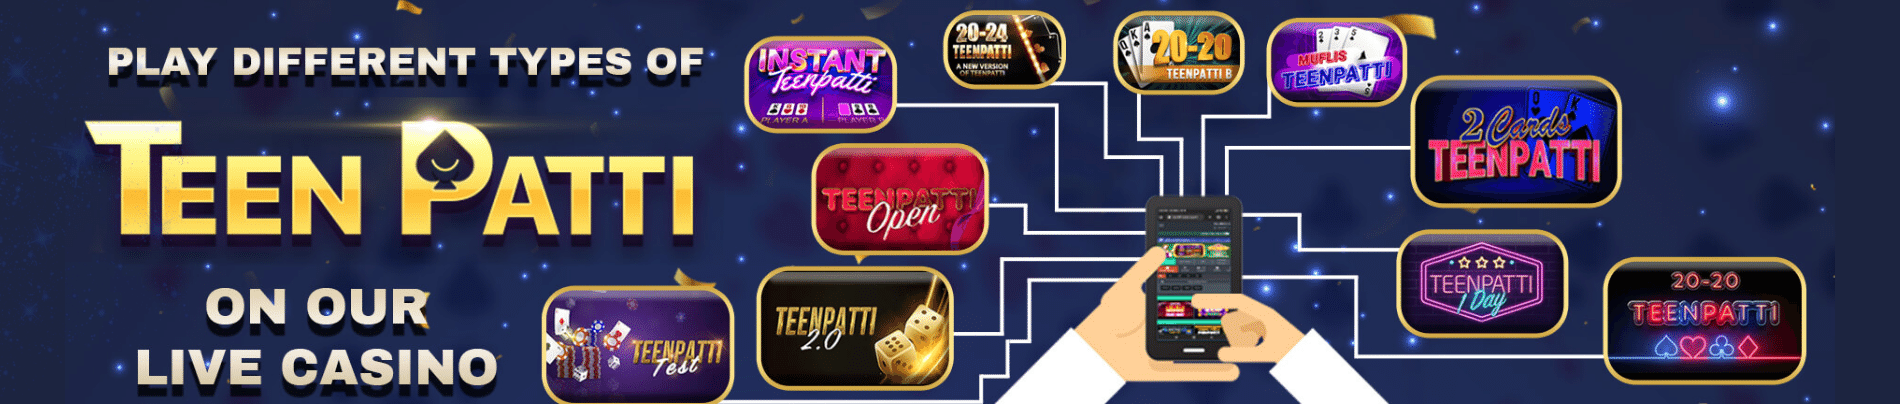 PLAY DIFFERENT TYPES OF
TEEN PATTI
ON OUR
LIVE CASINO
INSTANT
Teenpatti
PLAYER A
PLAYER B
20-24
TEENPATTI
A NEW VERSION
OF TEENPATTI
20-20
TEENPATTI B
MUFLIS
TEENPATTI
2 Cards
TEENPATTI
TEENPATTI
Open
TEENPATTI
1 Day
TEENPATTI
2.0
TEENPATTI
Test
20-20
TEENPATTI